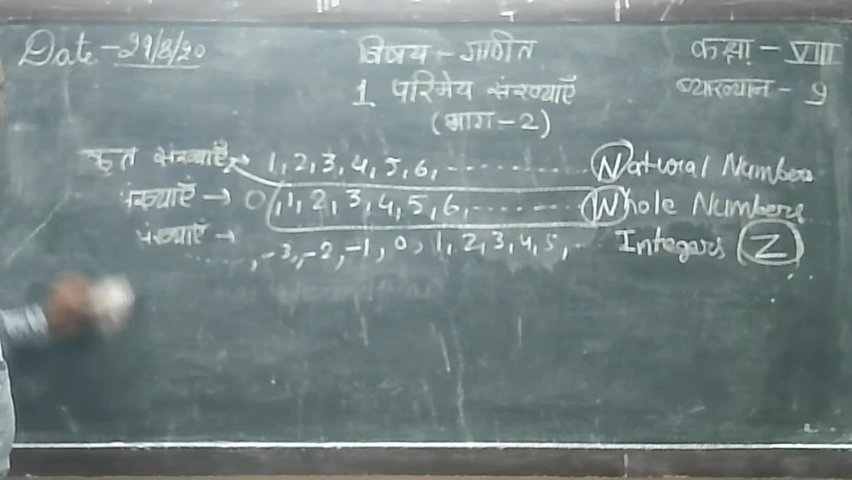 Date - 29/8/20 विषय - गणित कक्षा - VIII
1 परिमेय संख्याएँ व्याख्यान - 9
(भाग - 2)
कृत संख्याएँ → 1, 2, 3, 4, 5, 6, ............ Natural Numbers
संख्याएँ → 0, 1, 2, 3, 4, 5, 6, ......... Whole Numbers
संख्याएँ → ......, -3, -2, -1, 0, 1, 2, 3, 4, 5, .. Integers Z